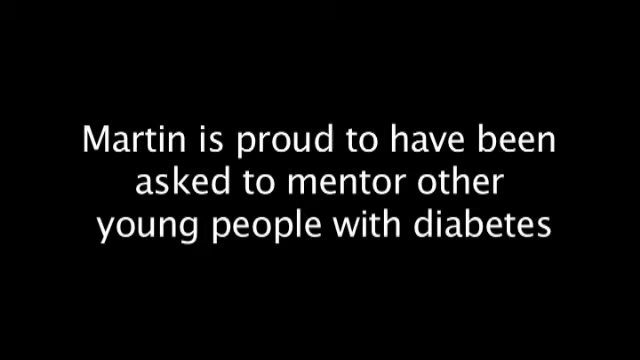 Martin is proud to have been
asked to mentor other
young people with diabetes